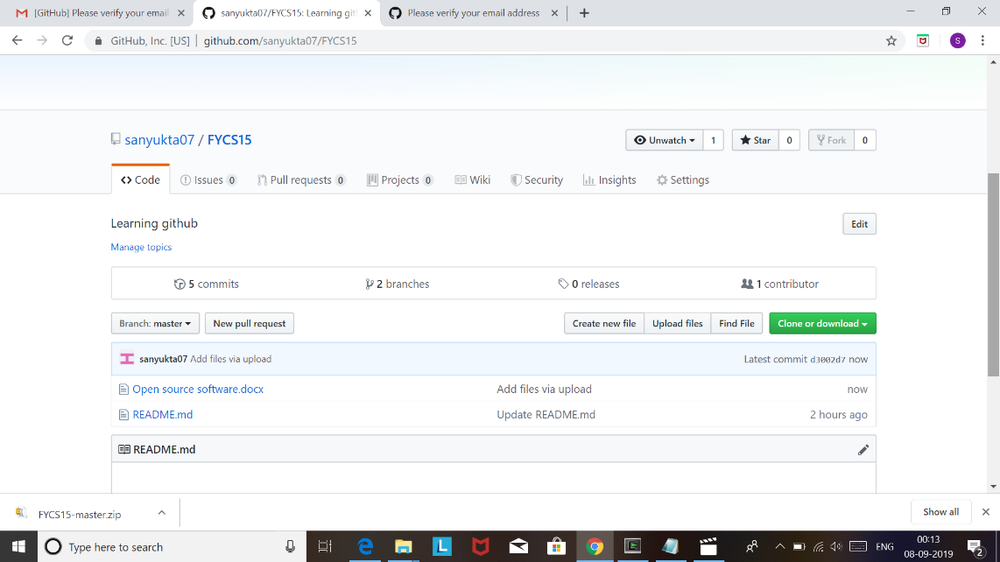 [GitHub] Please verify your email
sanyukta07/FYCS15: Learning git
Please verify your email address
GitHub, Inc. [US] github.com/sanyukta07/FYCS15
S
sanyukta07 / FYCS15
Unwatch 1 Star 0 Fork 0
Code Issues 0 Pull requests 0 Projects 0 Wiki Security Insights Settings
Learning github
Edit
Manage topics
5 commits 2 branches 0 releases 1 contributor
Branch: master New pull request Create new file Upload files Find File Clone or download
sanyukta07 Add files via upload Latest commit d3002d7 now
Open source software.docx Add files via upload now
README.md Update README.md 2 hours ago
README.md
FYCS15-master.zip Show all
Type here to search
L
ENG
00:13
08-09-2019
2